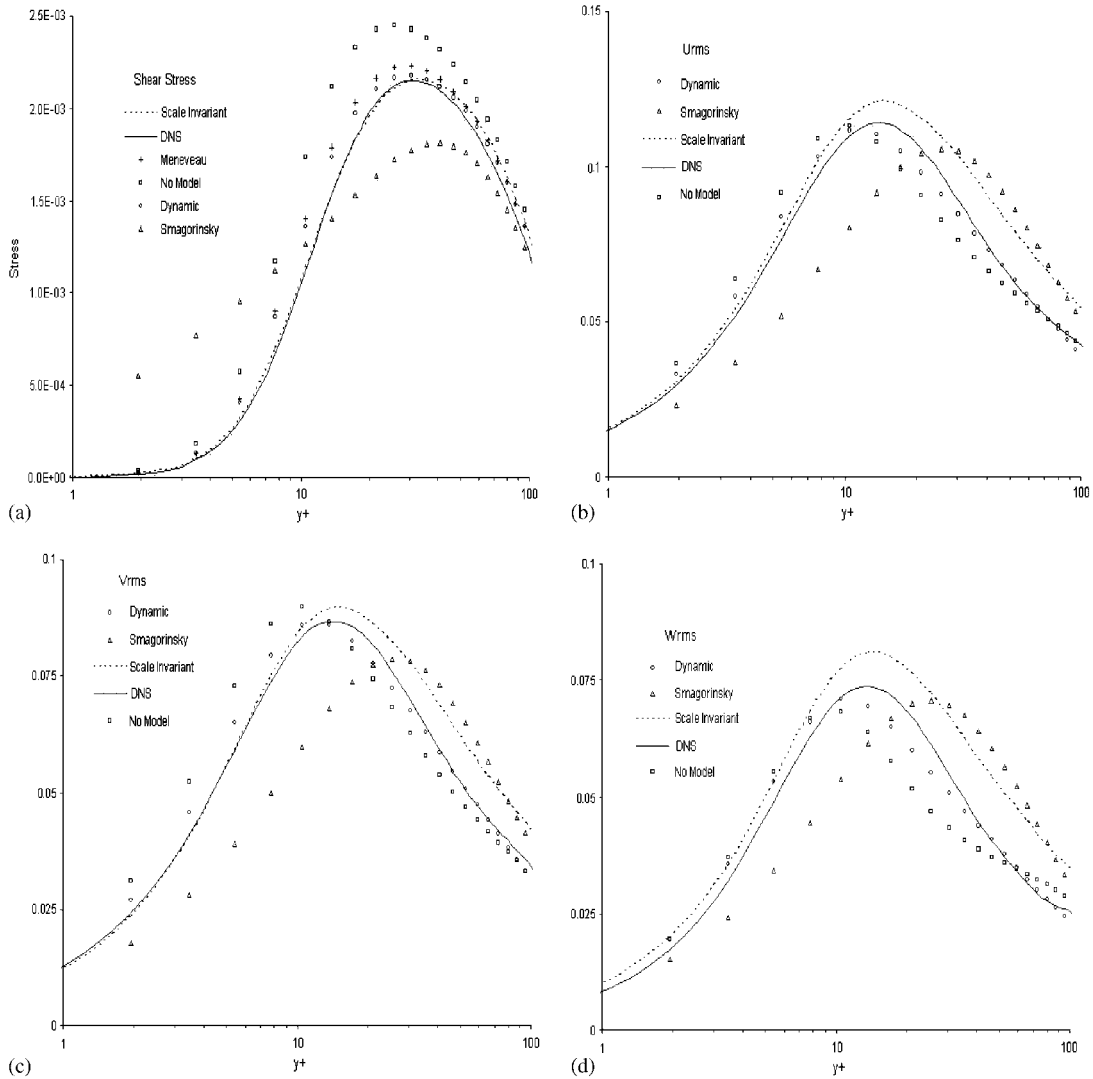 2.5E-03
Shear Stress
Scale Invariant
DNS
Meneveau
No Model
Dynamic
Smagorinsky
2.0E-03
1.5E-03
1.0E-03
5.0E-04
0.0E+00
Stress
1
10
100
y+
(a)
0.15
Urms
Dynamic
Smagorinsky
Scale Invariant
DNS
No Model
0.1
0.05
0
1
10
100
y+
(b)
0.1
Vrms
Dynamic
Smagorinsky
Scale Invariant
DNS
No Model
0.075
0.05
0.025
0
1
10
100
y+
(c)
0.1
Wrms
Dynamic
Smagorinsky
Scale Invariant
DNS
No Model
0.075
0.05
0.025
0
1
10
100
y+
(d)